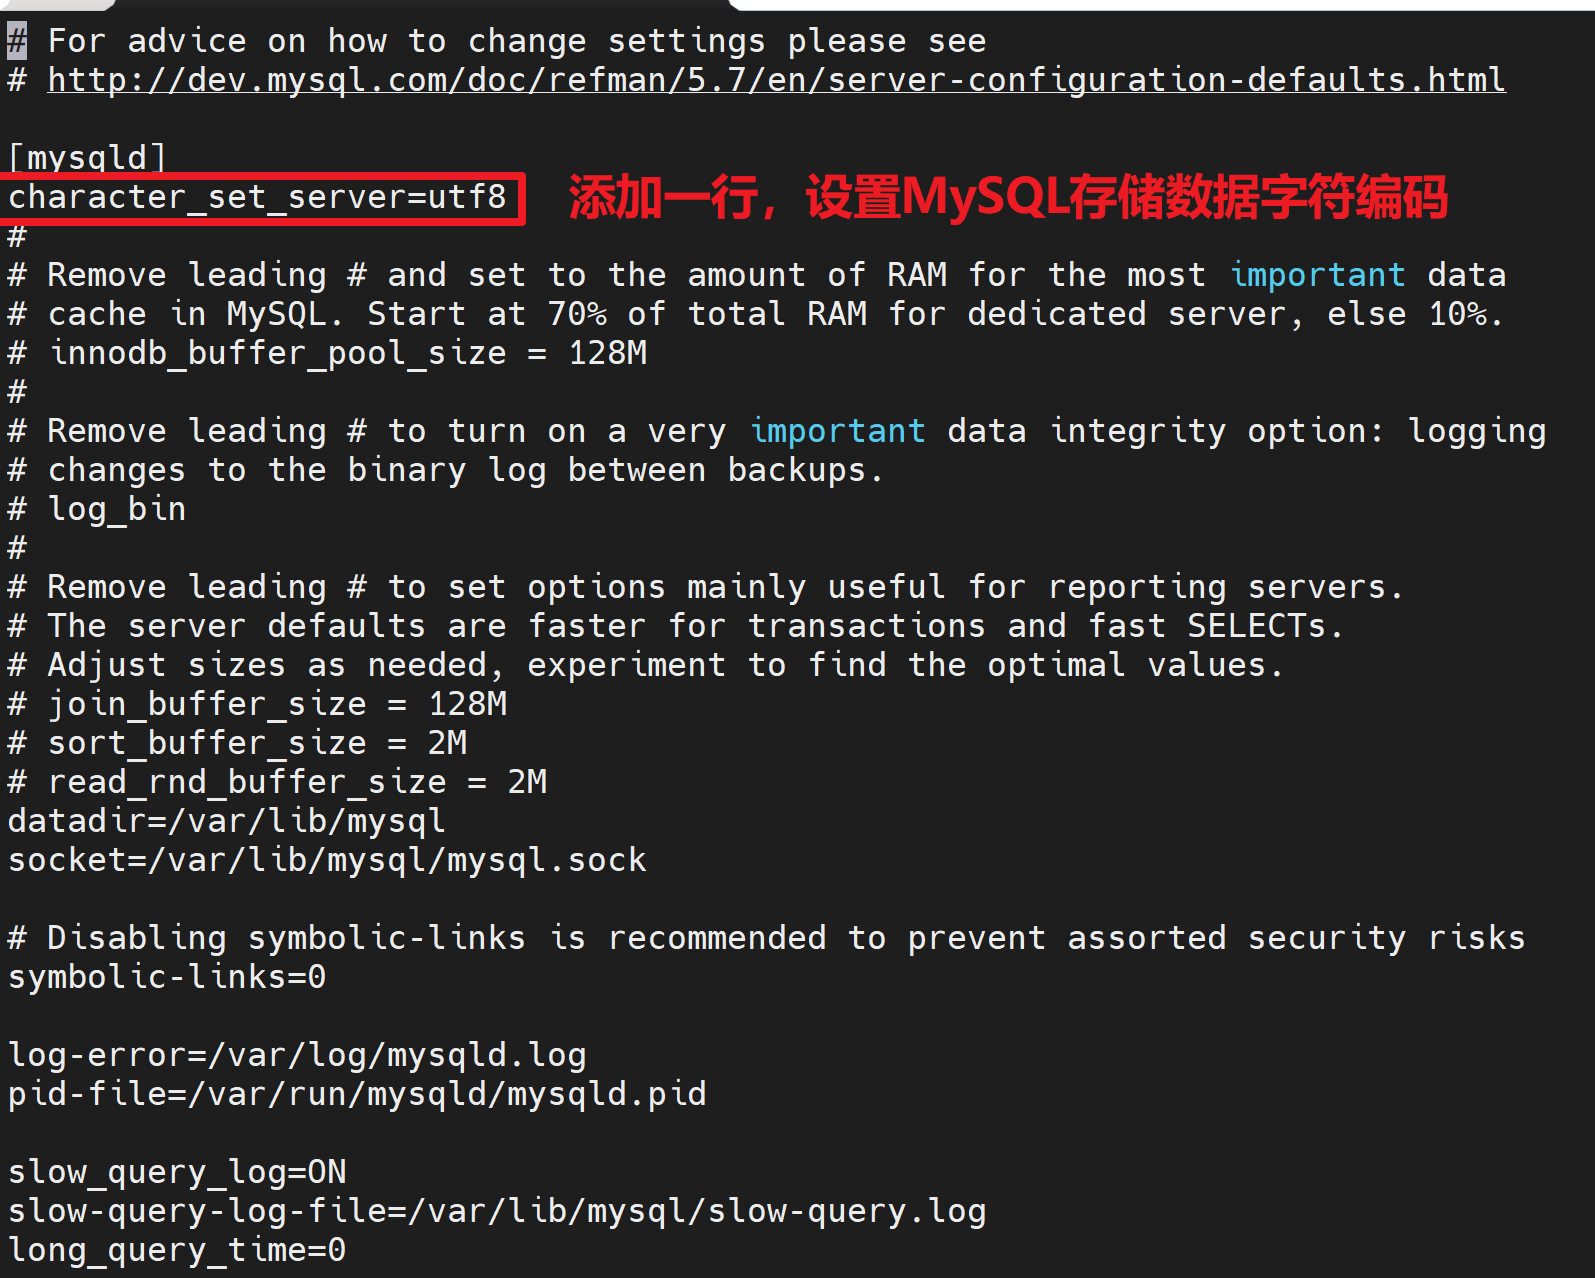 # For advice on how to change settings please see
# http://dev.mysql.com/doc/refman/5.7/en/server-configuration-defaults.html
[mysqld]
character_set_server=utf8
添加一行，设置MySQL存储数据字符编码
#
# Remove leading # and set to the amount of RAM for the most important data
# cache in MySQL. Start at 70% of total RAM for dedicated server, else 10%.
# innodb_buffer_pool_size = 128M
#
# Remove leading # to turn on a very important data integrity option: logging
# changes to the binary log between backups.
# log_bin
#
# Remove leading # to set options mainly useful for reporting servers.
# The server defaults are faster for transactions and fast SELECTs.
# Adjust sizes as needed, experiment to find the optimal values.
# join_buffer_size = 128M
# sort_buffer_size = 2M
# read_rnd_buffer_size = 2M
datadir=/var/lib/mysql
socket=/var/lib/mysql/mysql.sock
# Disabling symbolic-links is recommended to prevent assorted security risks
symbolic-links=0
log-error=/var/log/mysqld.log
pid-file=/var/run/mysqld/mysqld.pid
slow_query_log=ON
slow-query-log-file=/var/lib/mysql/slow-query.log
long_query_time=0